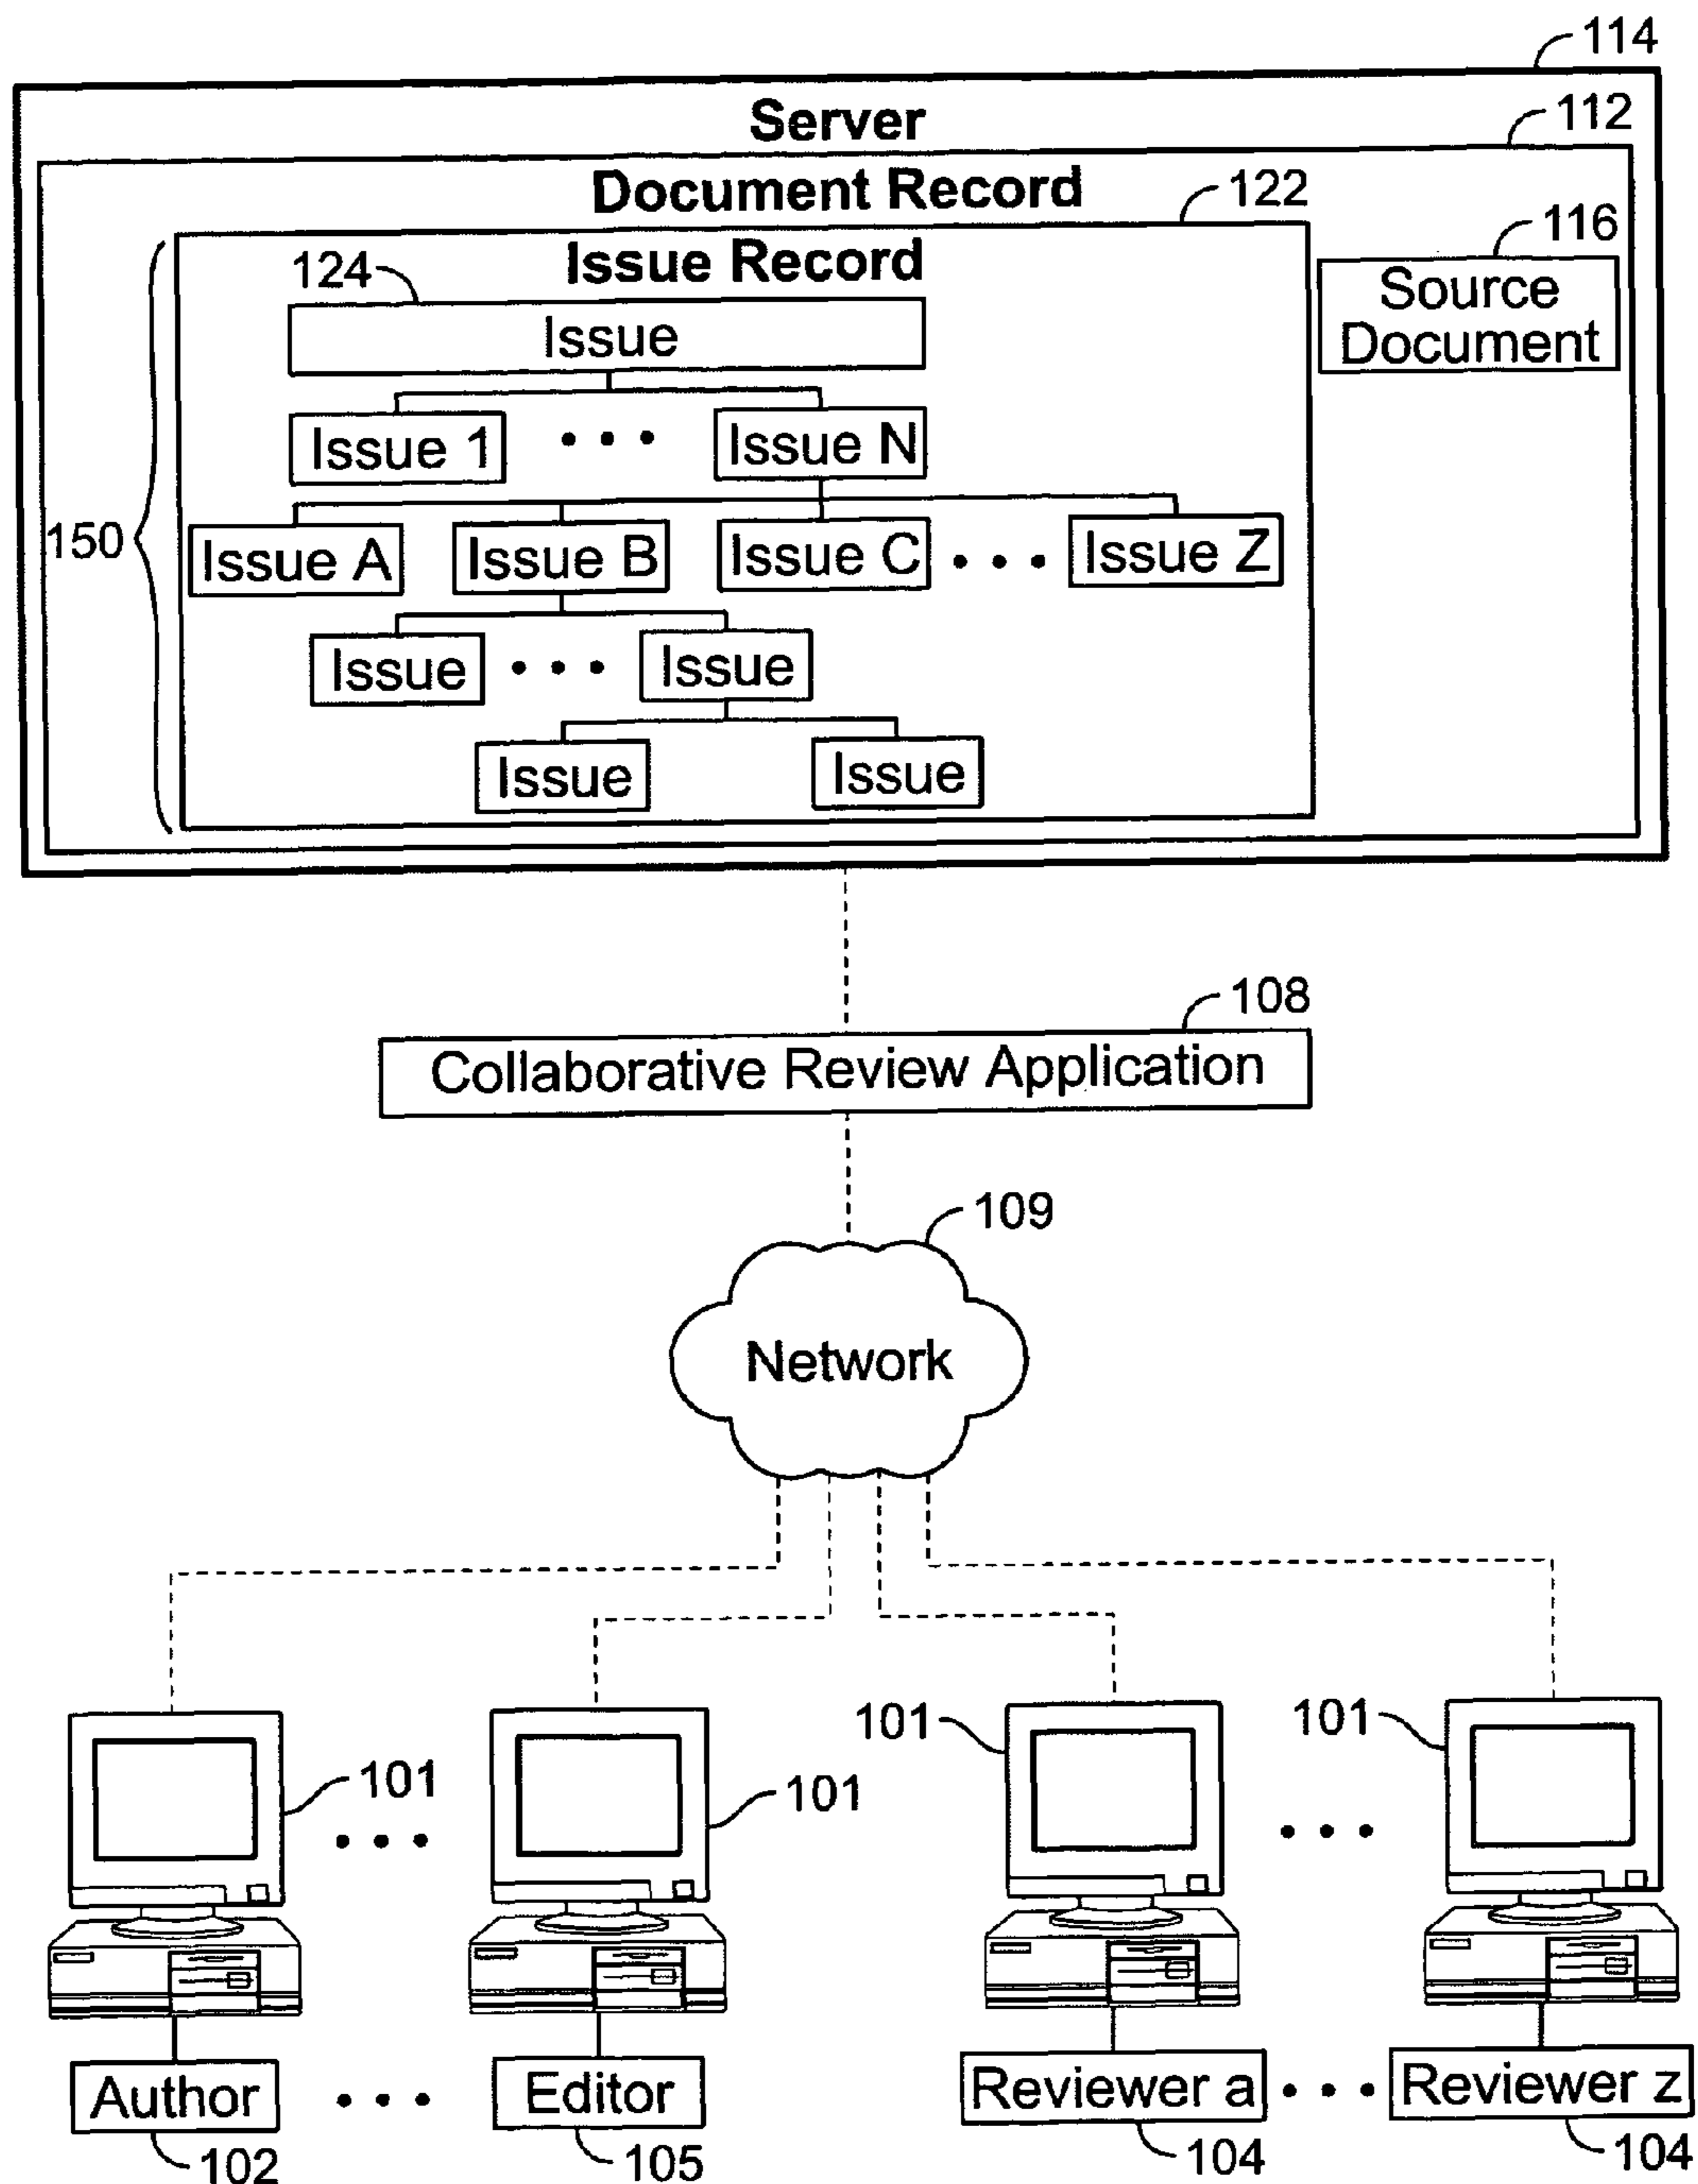 114
Server
112
Document Record
122
Issue Record
116
124
Source
Document
Issue
Issue 1 • • • Issue N
150
Issue A Issue B Issue C • • • Issue Z
Issue • • • Issue
Issue Issue
108
Collaborative Review Application
109
Network
101 101 101 101
• • • • • •
Author • • • Editor Reviewer a • • • Reviewer z
102 105 104 104